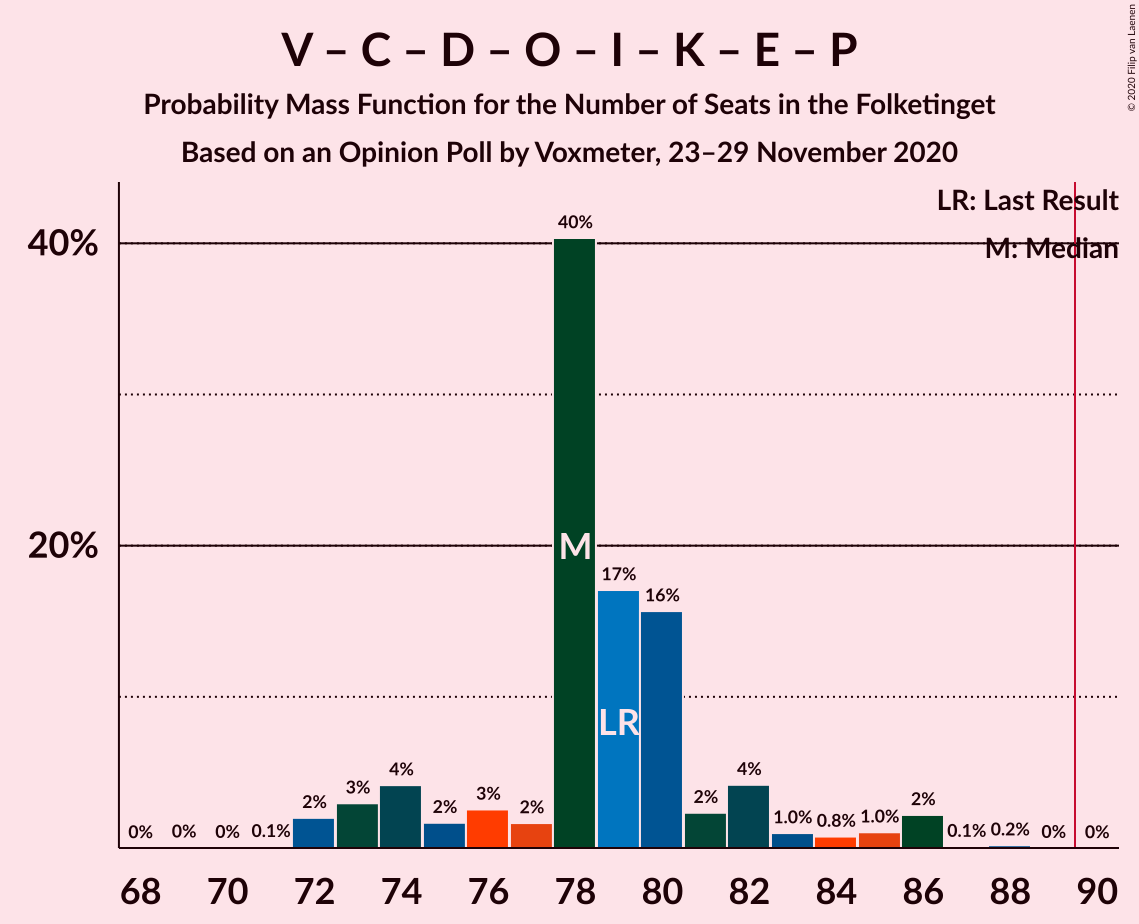 V – C – D – O – I – K – E – P
Probability Mass Function for the Number of Seats in the Folketinget
Based on an Opinion Poll by Voxmeter, 23–29 November 2020
© 2020 Filip van Laenen
LR: Last Result
M: Median
40%
20%
0% 0% 0% 0.1% 2% 3% 4% 2% 3% 2% 40% 17% 16% 2% 4% 1.0% 0.8% 1.0% 2% 0.1% 0.2% 0% 0%
M
LR
68 70 72 74 76 78 80 82 84 86 88 90